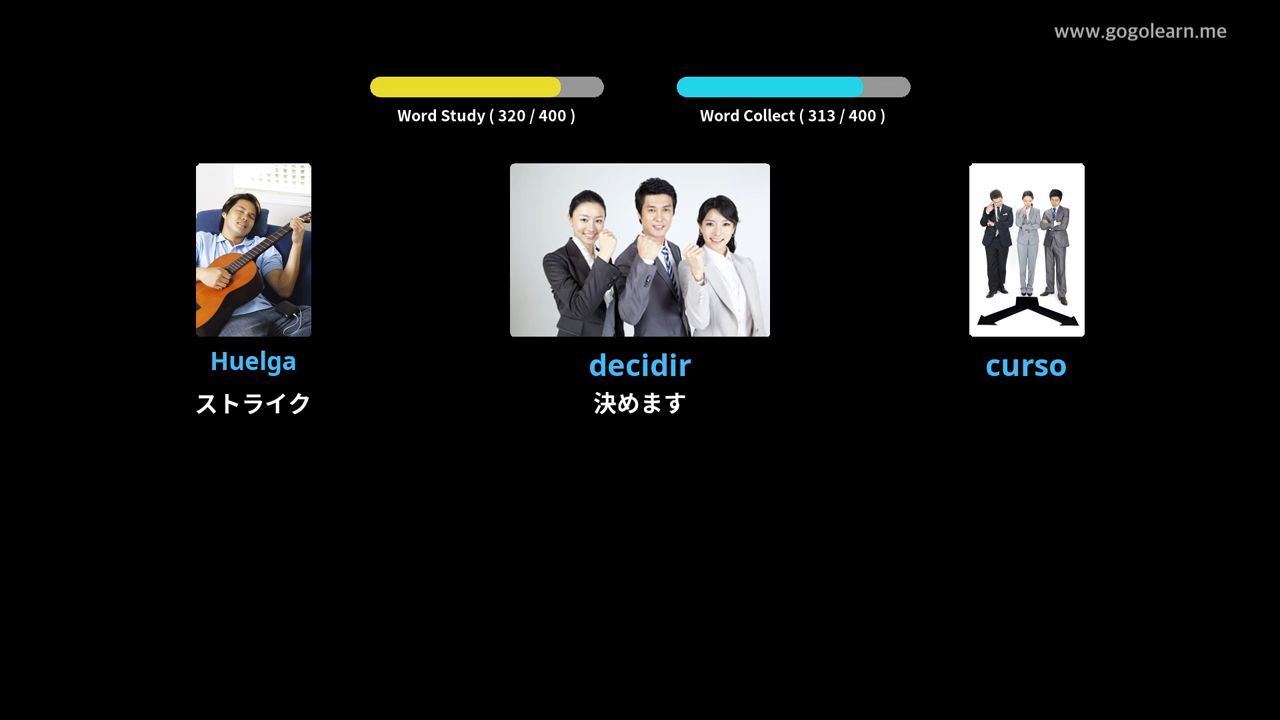 www.gogolearn.me
Word Study ( 320 / 400 )
Word Collect ( 313 / 400 )
Huelga
ストライク
decidir
決めます
curso